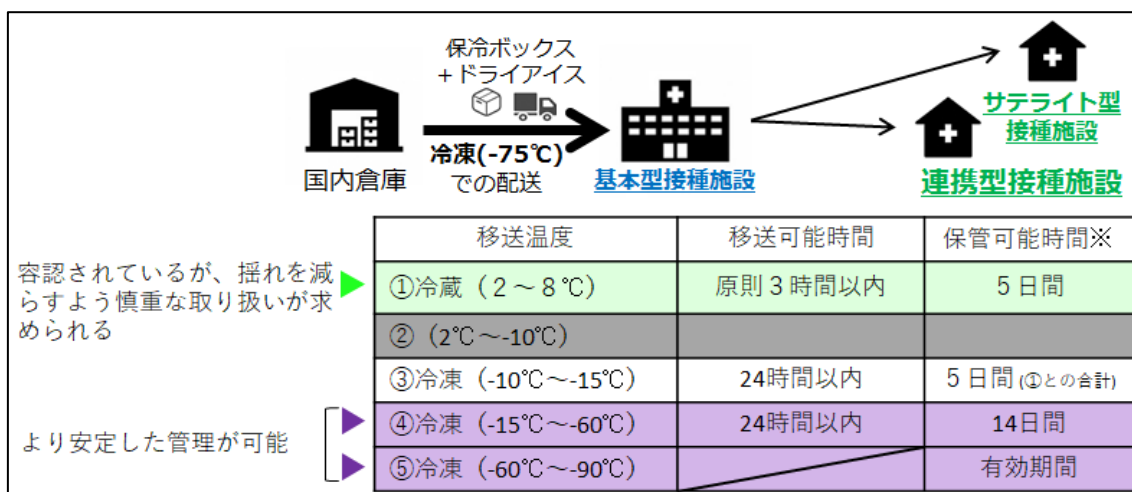 保冷ボックス
+ドライアイス
冷凍(-75℃)
での配送
国内倉庫
基本型接種施設
サテライト型
接種施設
連携型接種施設
移送温度 移送可能時間 保管可能時間※
容認されているが、揺れを減
らすよう慎重な取り扱いが求
められる
①冷蔵（2～8℃） 原則3時間以内 5日間
②（2℃～-10℃）
③冷凍（-10℃～-15℃） 24時間以内 5日間(①との合計)
より安定した管理が可能
④冷凍（-15℃～-60℃） 24時間以内 14日間
⑤冷凍（-60℃～-90℃） 有効期間